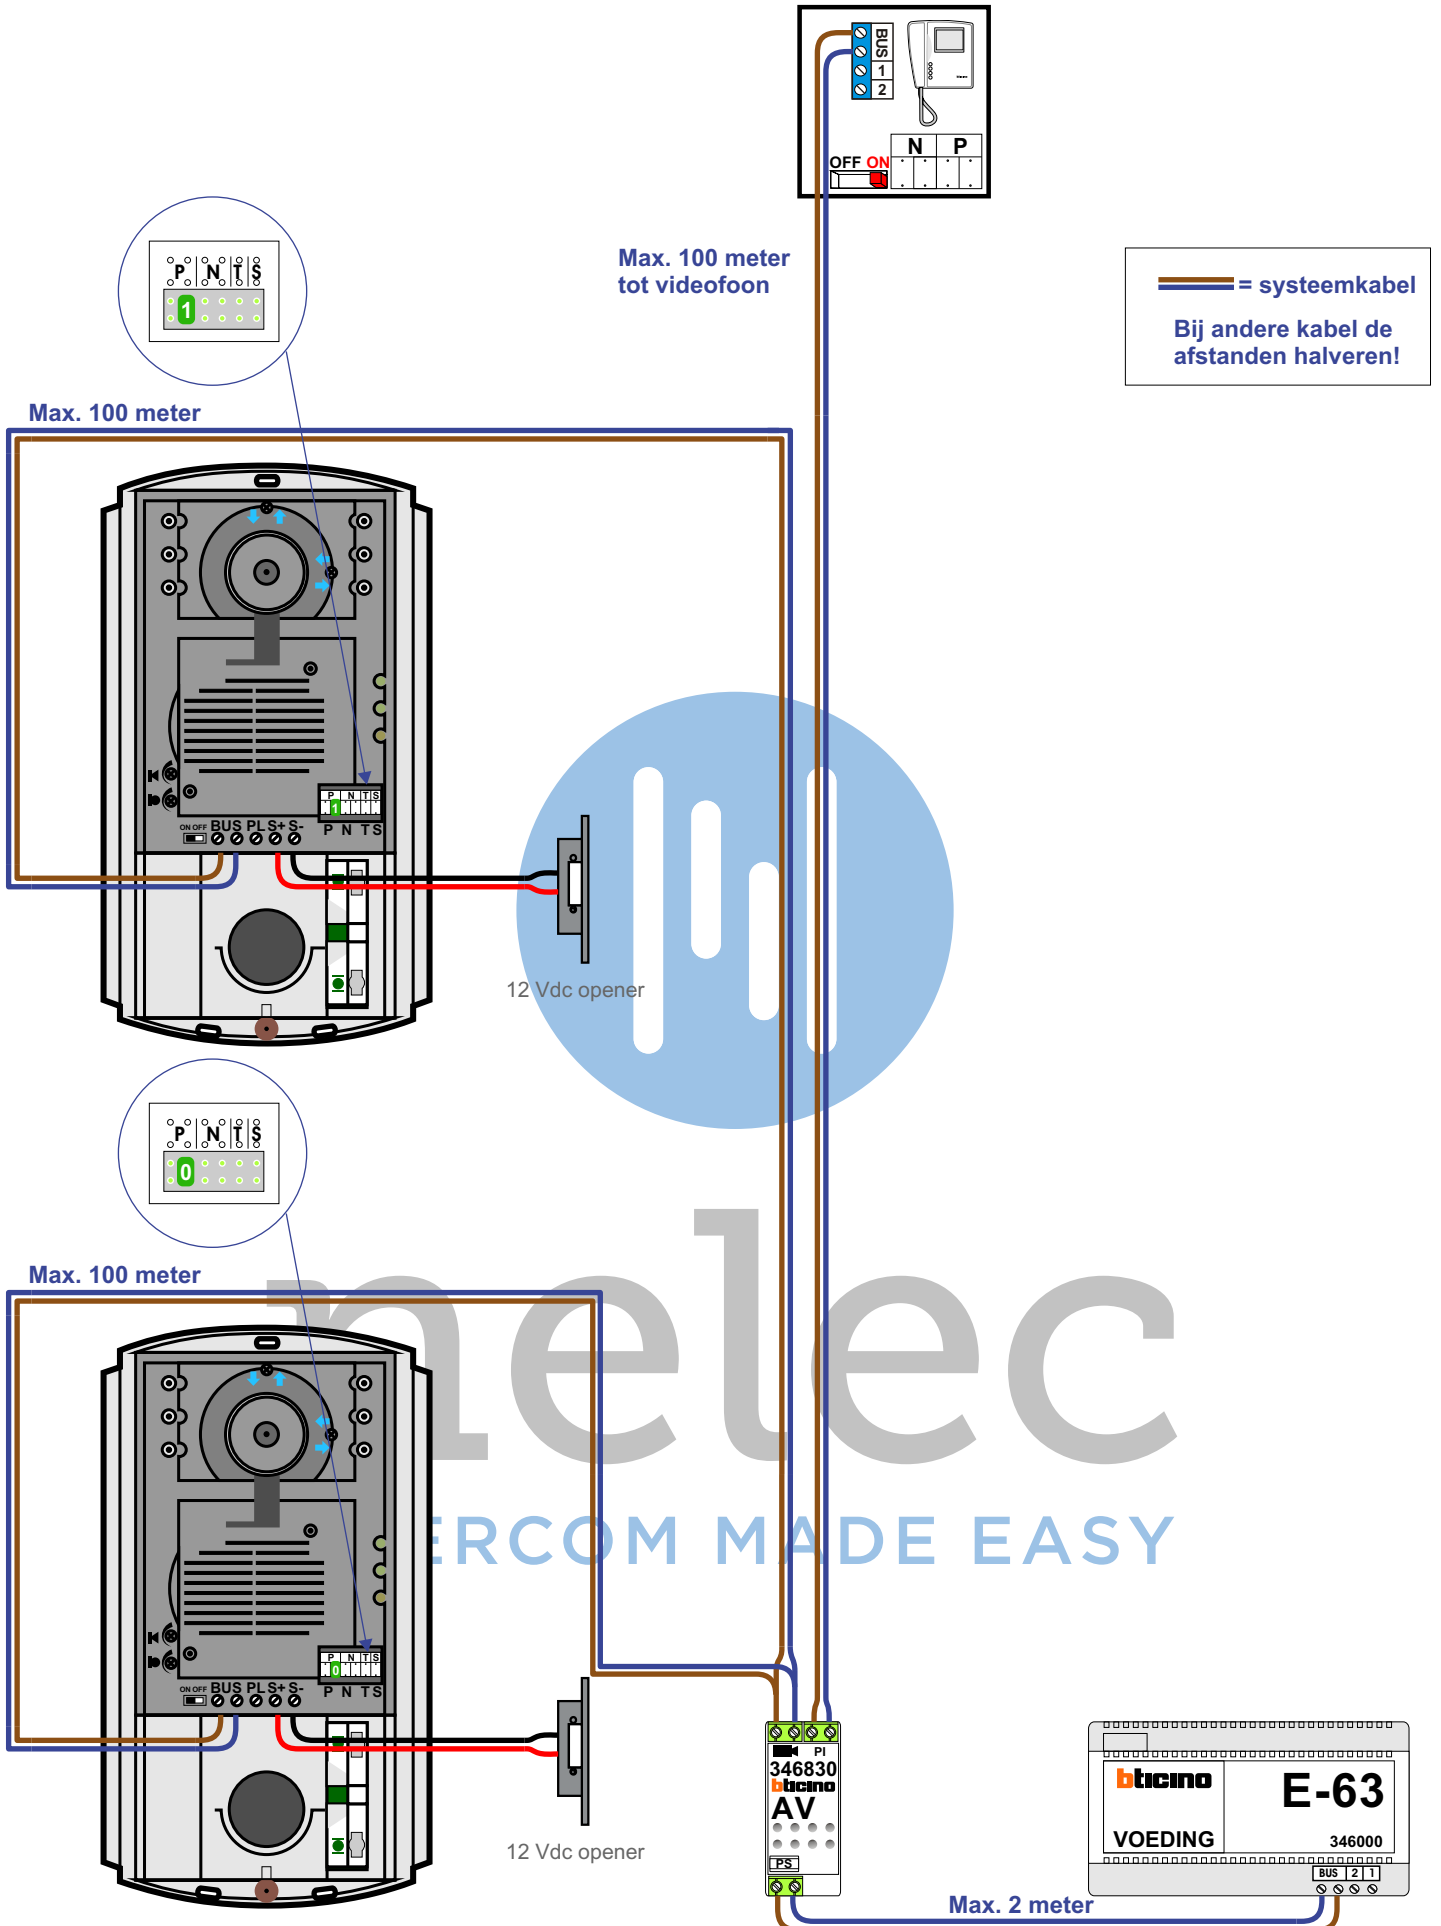 BUS
1
2
N P
OFF ON
Max. 100 meter
tot videofoon
= systeemkabel
Bij andere kabel de
afstanden halveren!
P N T S
1
Max. 100 meter
P N T S
1
ON OFF BUS PL S+ S- P N T S
12 Vdc opener
P N T S
0
Max. 100 meter
nelec
ERCOM MADE EASY
P N T S
0
ON OFF BUS PL S+ S- P N T S
12 Vdc opener
PI
346830
bticino
AV
PS
bticino
E-63
VOEDING
346000
BUS 2 1
Max. 2 meter